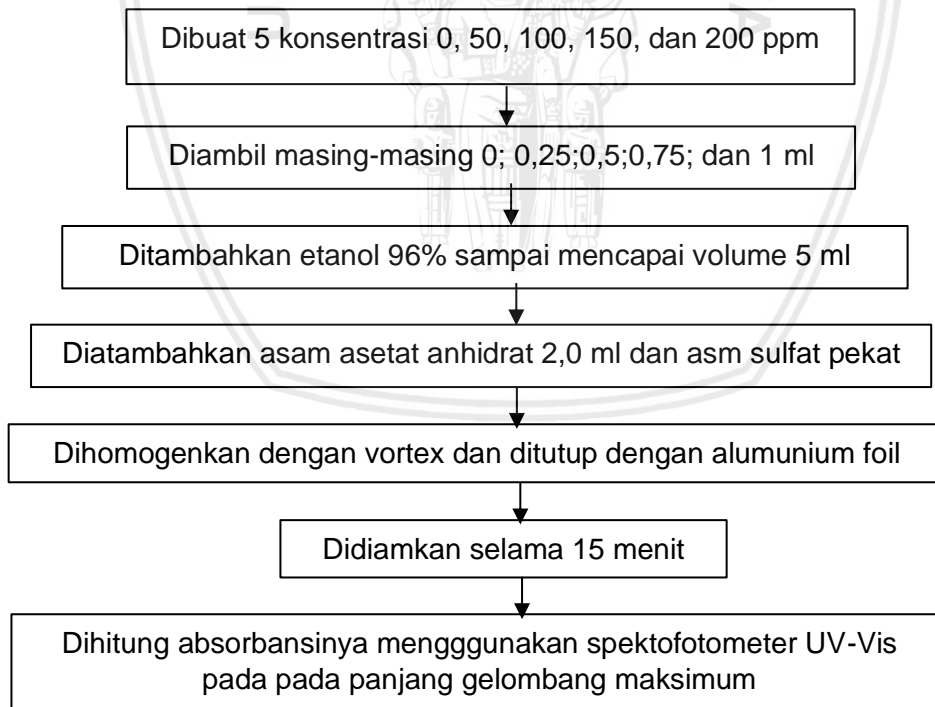 Dibuat 5 konsentrasi 0, 50, 100, 150, dan 200 ppm
Diambil masing-masing 0; 0,25;0,5;0,75; dan 1 ml
Ditambahkan etanol 96% sampai mencapai volume 5 ml
Diatambahkan asam asetat anhidrat 2,0 ml dan asm sulfat pekat
Dihomogenkan dengan vortex dan ditutup dengan alumunium foil
Didiamkan selama 15 menit
Dihitung absorbansinya mengggunakan spektofotometer UV-Vis
pada pada panjang gelombang maksimum